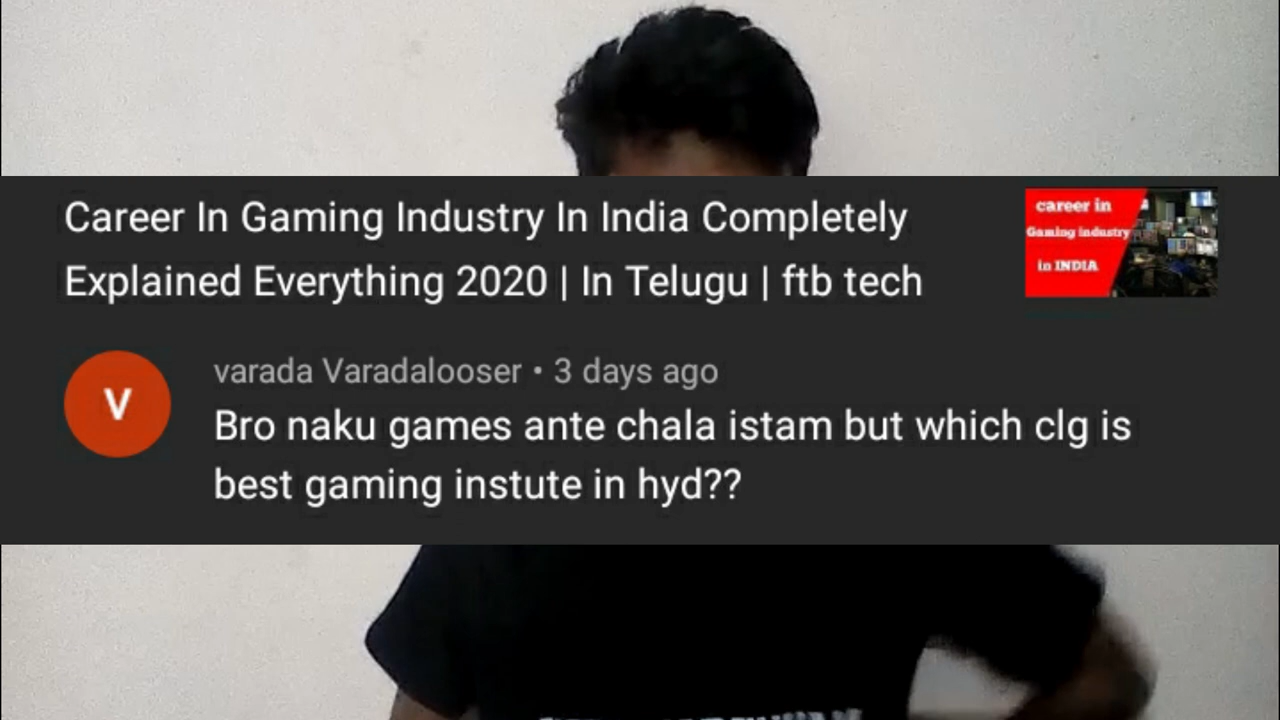 Career In Gaming Industry In India Completely
Explained Everything 2020 | In Telugu | ftb tech
career in
Gaming industry
in INDIA
V
varada Varadalooser • 3 days ago
Bro naku games ante chala istam but which clg is
best gaming instute in hyd??